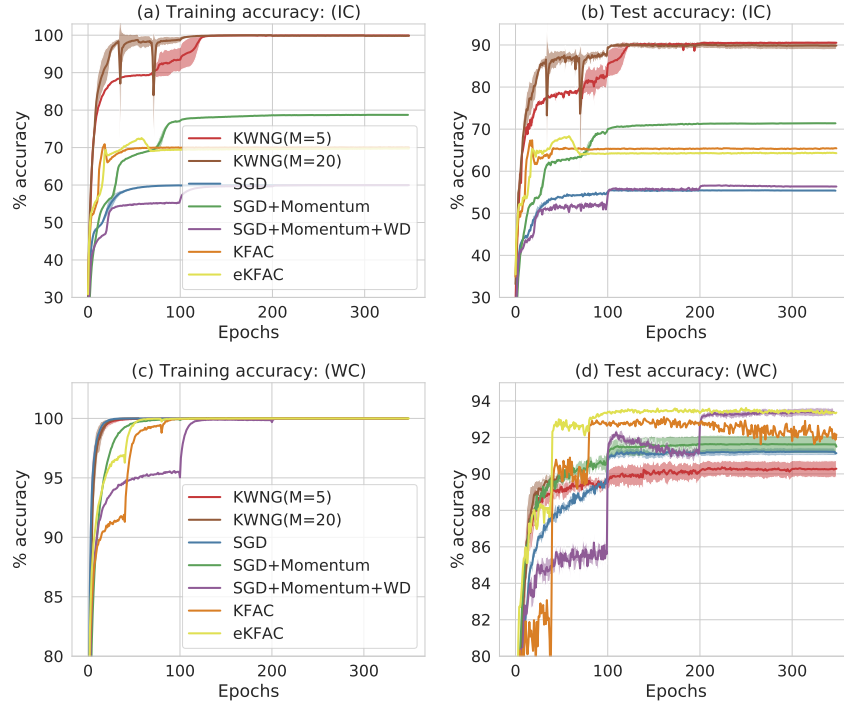 (a) Training accuracy: (IC)
% accuracy
100
90
80
70
60
50
40
30
KWNG(M=5)
KWNG(M=20)
SGD
SGD+Momentum
SGD+Momentum+WD
KFAC
eKFAC
0 100 200 300
Epochs
(b) Test accuracy: (IC)
% accuracy
90
80
70
60
50
40
30
0 100 200 300
Epochs
(c) Training accuracy: (WC)
% accuracy
100
95
90
85
80
KWNG(M=5)
KWNG(M=20)
SGD
SGD+Momentum
SGD+Momentum+WD
KFAC
eKFAC
0 100 200 300
Epochs
(d) Test accuracy: (WC)
% accuracy
94
92
90
88
86
84
82
80
0 100 200 300
Epochs